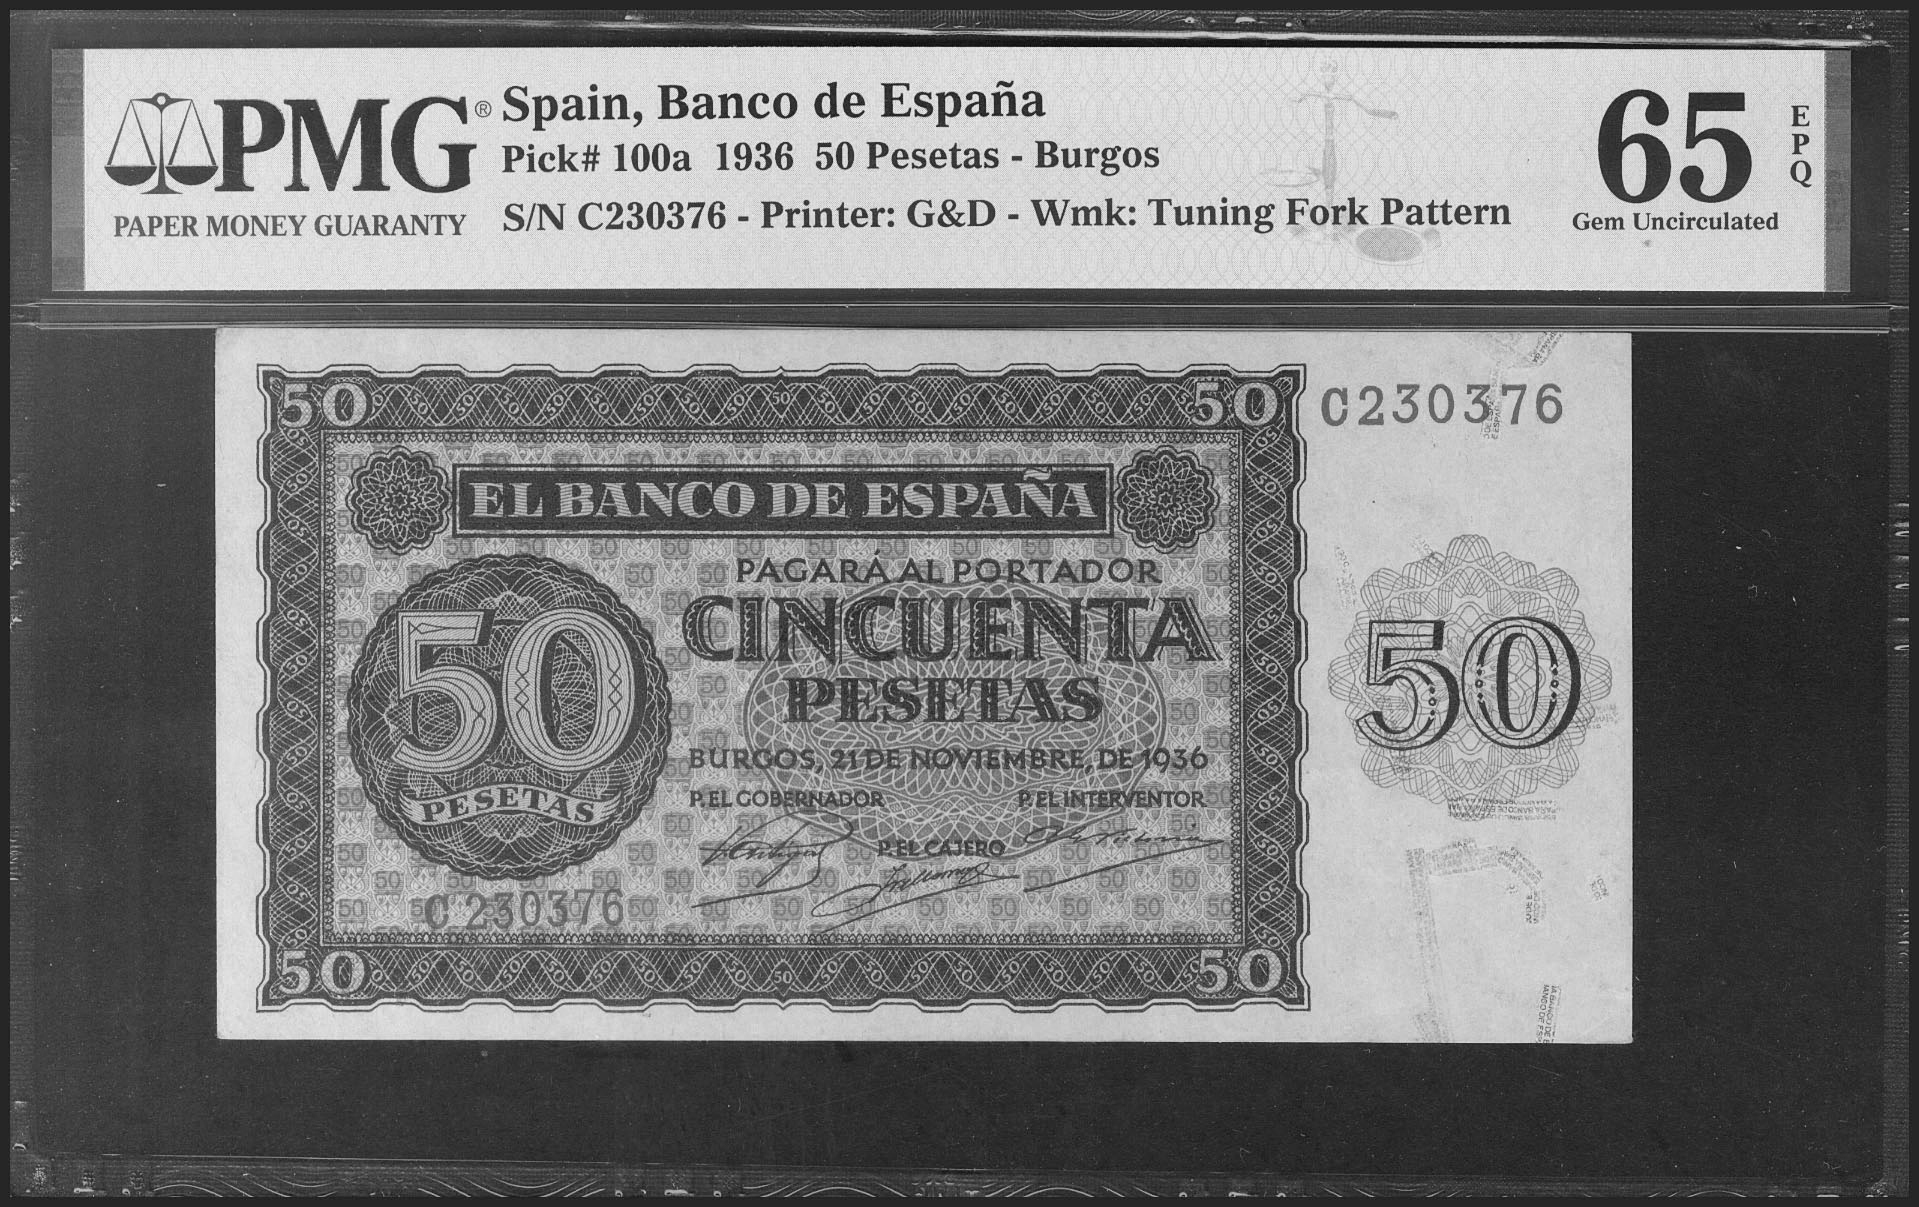 PMG®
PAPER MONEY GUARANTY
Spain, Banco de España
Pick# 100a 1936 50 Pesetas - Burgos
S/N C230376 - Printer: G&D - Wmk: Tuning Fork Pattern
65
EPQ
Gem Uncirculated
50 50
C230376
EL BANCO DE ESPAÑA
PAGARÁ AL PORTADOR
CINCUENTA
PESETAS
50
PESETAS
50
BURGOS, 21 DE NOVIEMBRE, DE 1936
P. EL GOBERNADOR P. EL INTERVENTOR
P. EL CAJERO
C230376
50 50